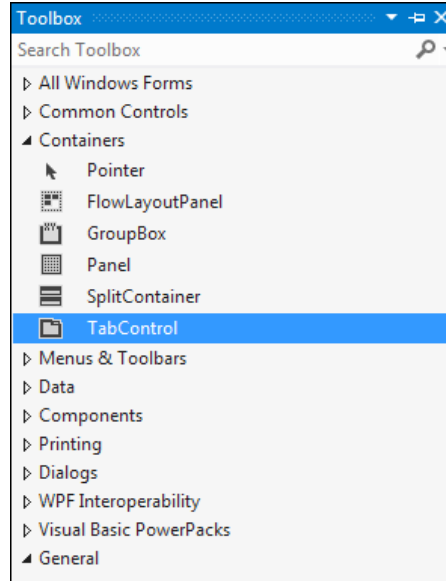 Toolbox
Search Toolbox
All Windows Forms
Common Controls
Containers
Pointer
FlowLayoutPanel
GroupBox
Panel
SplitContainer
TabControl
Menus & Toolbars
Data
Components
Printing
Dialogs
WPF Interoperability
Visual Basic PowerPacks
General